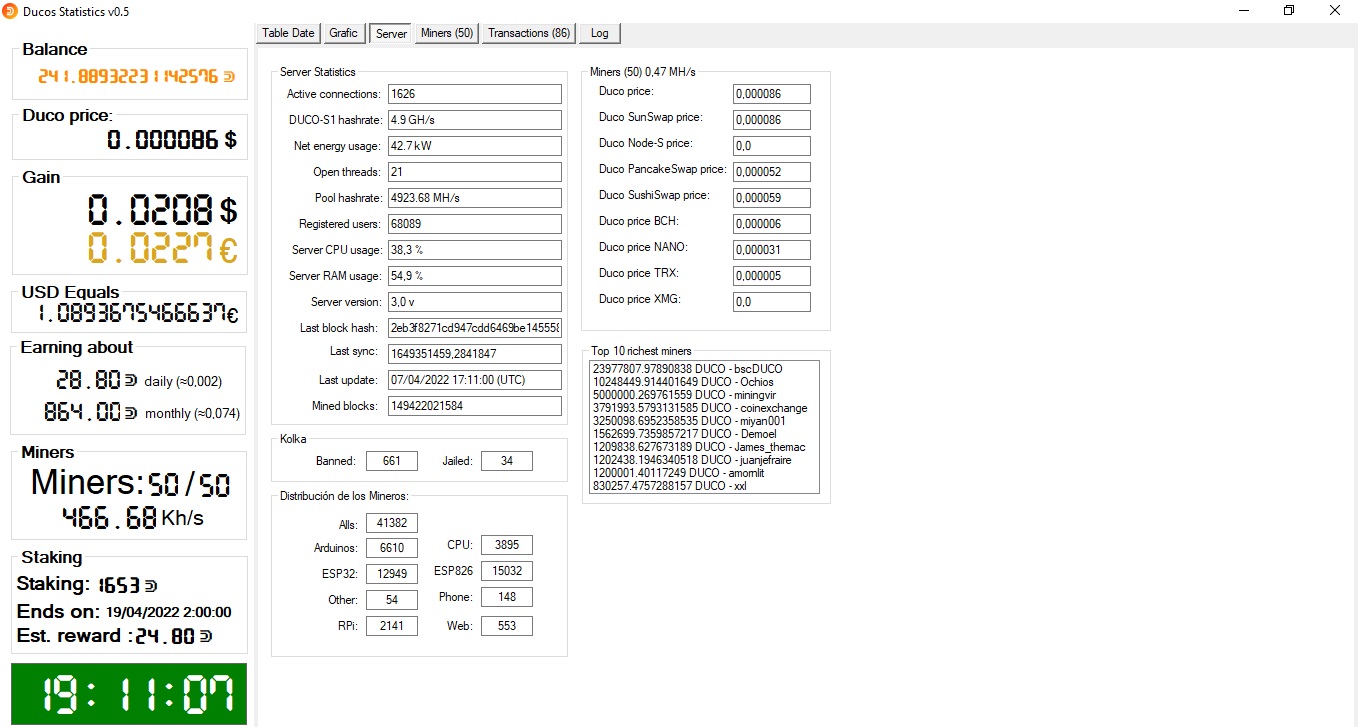 Ducos Statistics v0.5
Balance
241.88932231142576
Duco price:
0.000086 $
Gain
0.0208 $
0.0227 €
USD Equals
1.0893675466637€
Earning about
28.80 daily (≈0,002)
864.00 monthly (≈0,074)
Miners
Miners:50/50
466.68 Kh/s
Staking
Staking: 1653
Ends on: 19/04/2022 2:00:00
Est. reward :24.80
19:11:07
Table Date Grafic Server Miners (50) Transactions (86) Log
Server Statistics
Active connections: 1626
DUCO-S1 hashrate: 4.9 GH/s
Net energy usage: 42.7 kW
Open threads: 21
Pool hashrate: 4923.68 MH/s
Registered users: 68089
Server CPU usage: 38,3 %
Server RAM usage: 54,9 %
Server version: 3,0 v
Last block hash: 2eb3f8271cd947cdd6469be145558
Last sync: 1649351459,2841847
Last update: 07/04/2022 17:11:00 (UTC)
Mined blocks: 149422021584
Kolka
Banned: 661 Jailed: 34
Distribución de los Mineros:
Alls: 41382
Arduinos: 6610 CPU: 3895
ESP32: 12949 ESP826 15032
Other: 54 Phone: 148
RPi: 2141 Web: 553
Miners (50) 0,47 MH/s
Duco price: 0,000086
Duco SunSwap price: 0,000086
Duco Node-S price: 0,0
Duco PancakeSwap price: 0,000052
Duco SushiSwap price: 0,000059
Duco price BCH: 0,000006
Duco price NANO: 0,000031
Duco price TRX: 0,000005
Duco price XMG: 0,0
Top 10 richest miners
23977807.97890838 DUCO - bscDUCO
10248449.914401649 DUCO - Ochios
5000000.269761559 DUCO - miningvir
3791993.5793131585 DUCO - coinexchange
3250098.6952358535 DUCO - miyan001
1562699.7359857217 DUCO - Demoel
1209838.627673189 DUCO - James_themac
1202438.1946340518 DUCO - juanjefraire
1200001.40117249 DUCO - amornlit
830257.4757288157 DUCO - xxl